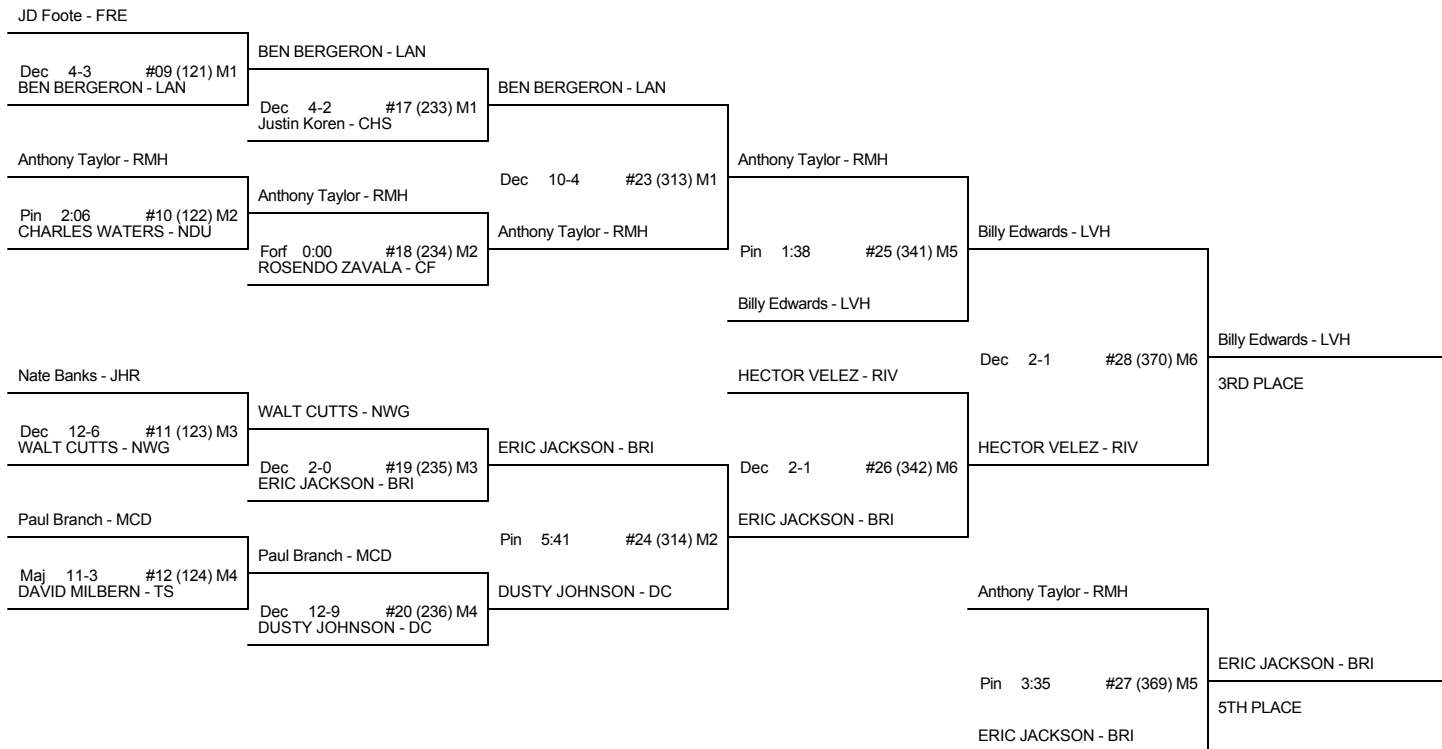 JD Foote - FRE
Dec 4-3 #09 (121) M1
BEN BERGERON - LAN
Anthony Taylor - RMH
Pin 2:06 #10 (122) M2
CHARLES WATERS - NDU
Nate Banks - JHR
Dec 12-6 #11 (123) M3
WALT CUTTS - NWG
Paul Branch - MCD
Maj 11-3 #12 (124) M4
DAVID MILBERN - TS
BEN BERGERON - LAN
Dec 4-2 #17 (233) M1
Justin Koren - CHS
Anthony Taylor - RMH
Forf 0:00 #18 (234) M2
ROSENDO ZAVALA - CF
WALT CUTTS - NWG
Dec 2-0 #19 (235) M3
ERIC JACKSON - BRI
Paul Branch - MCD
Dec 12-9 #20 (236) M4
DUSTY JOHNSON - DC
BEN BERGERON - LAN
Dec 10-4 #23 (313) M1
Anthony Taylor - RMH
ERIC JACKSON - BRI
Pin 5:41 #24 (314) M2
DUSTY JOHNSON - DC
Anthony Taylor - RMH
Pin 1:38 #25 (341) M5
Billy Edwards - LVH
HECTOR VELEZ - RIV
Dec 2-1 #26 (342) M6
ERIC JACKSON - BRI
Billy Edwards - LVH
Dec 2-1 #28 (370) M6
HECTOR VELEZ - RIV
Billy Edwards - LVH
3RD PLACE
Anthony Taylor - RMH
Pin 3:35 #27 (369) M5
ERIC JACKSON - BRI
ERIC JACKSON - BRI
5TH PLACE